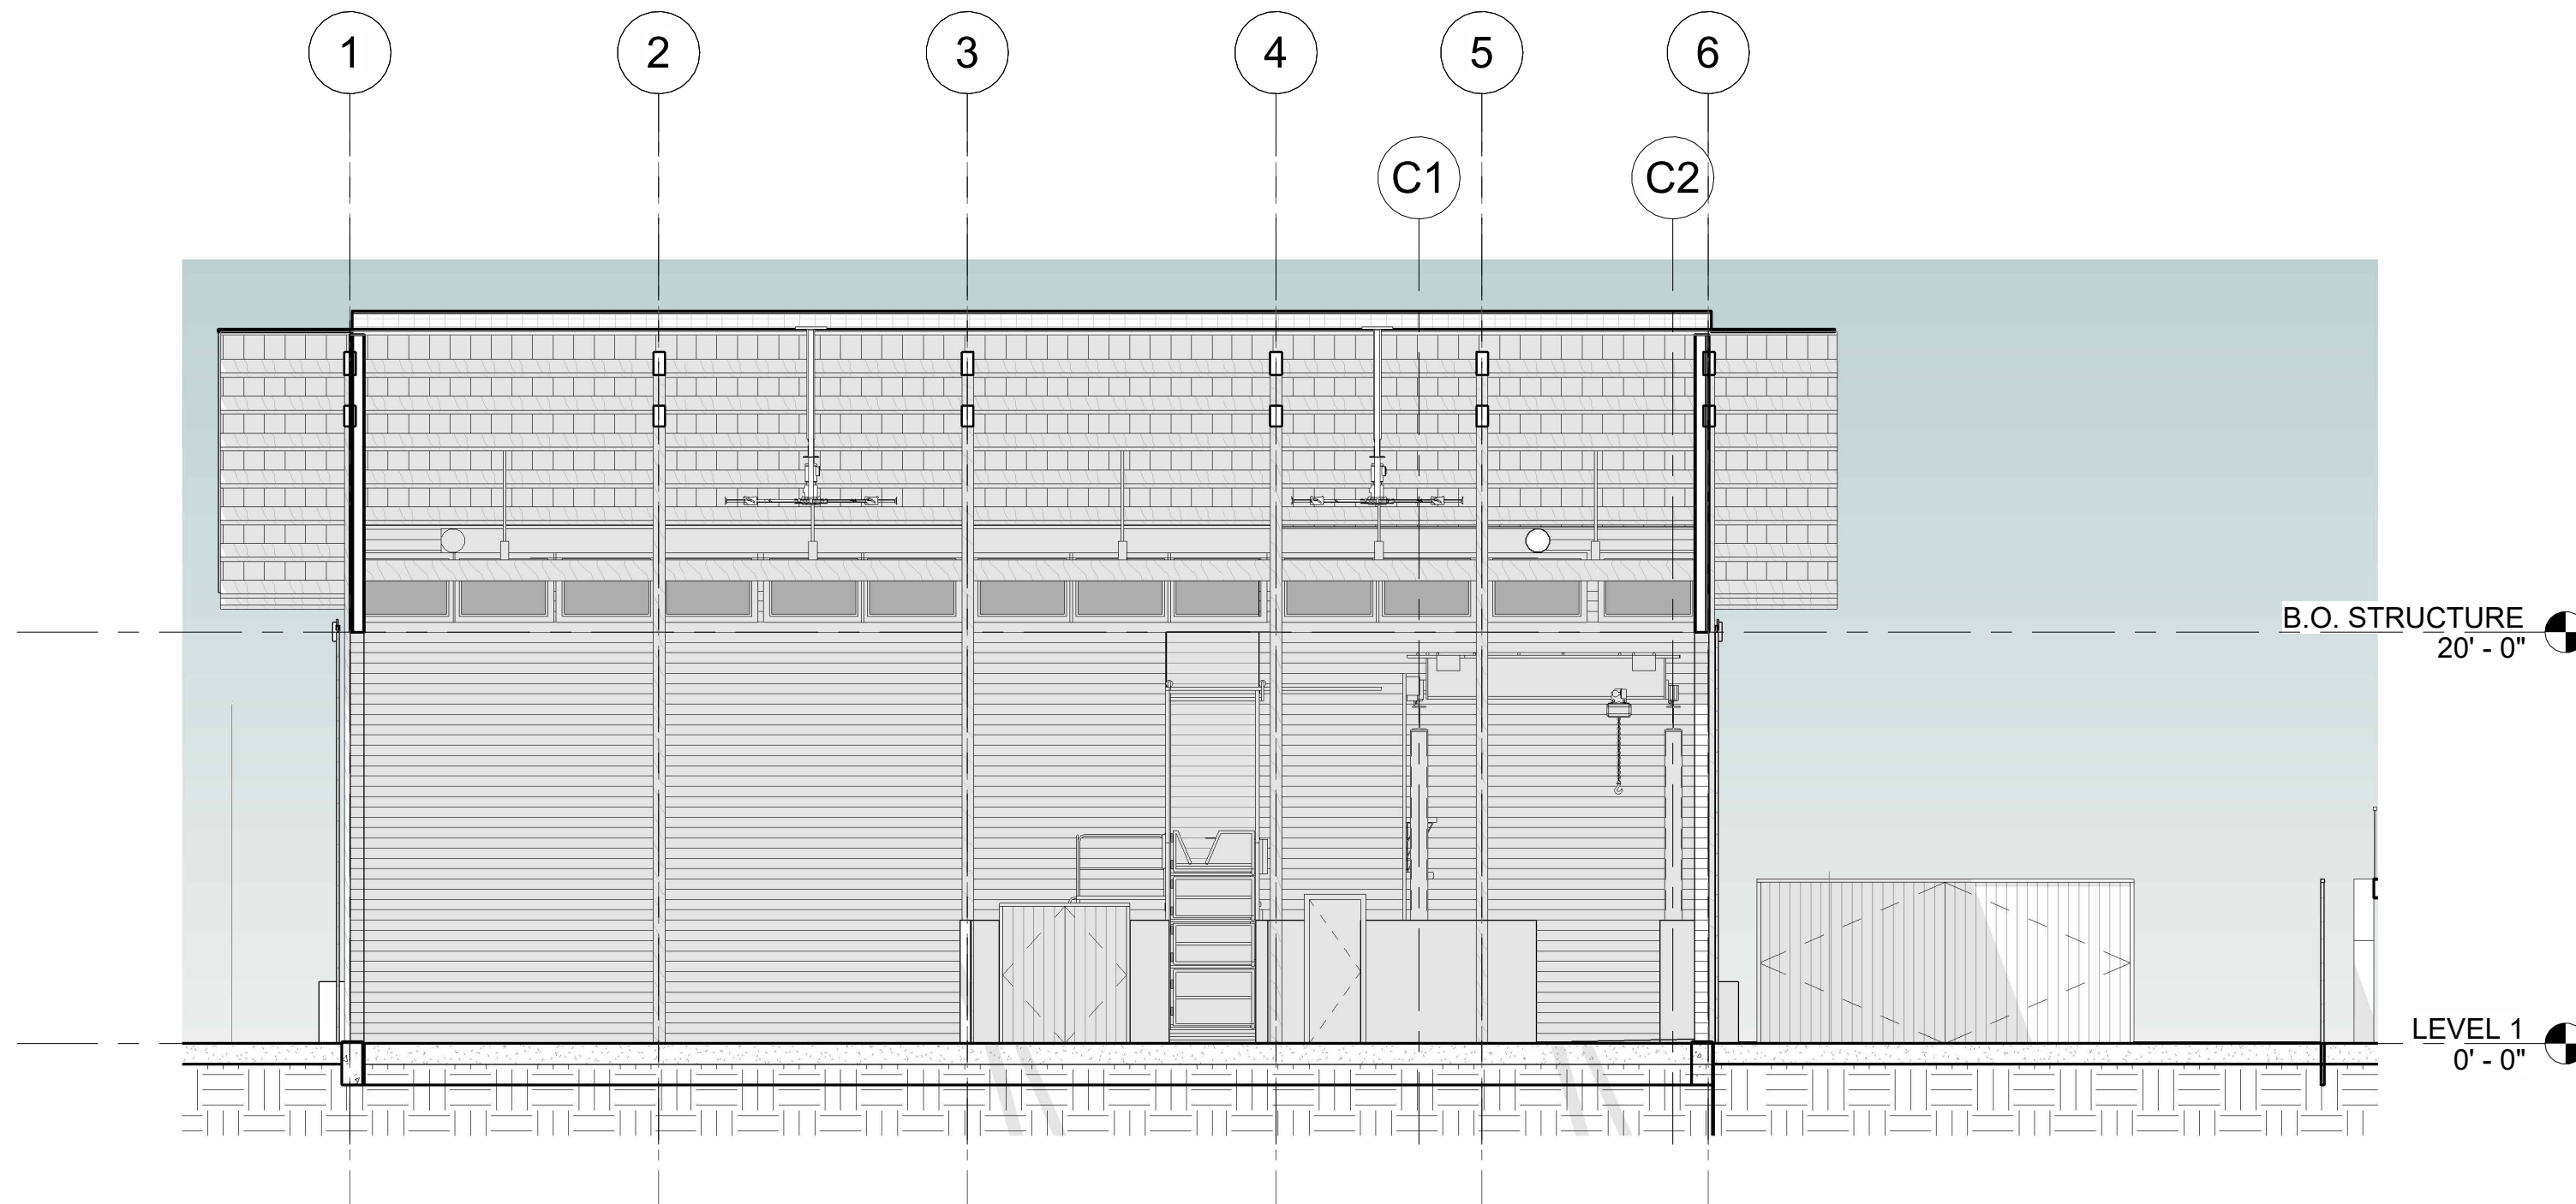 1 2 3 4 5 6
C1 C2
B.O. STRUCTURE
20' - 0"
LEVEL 1
0' - 0"